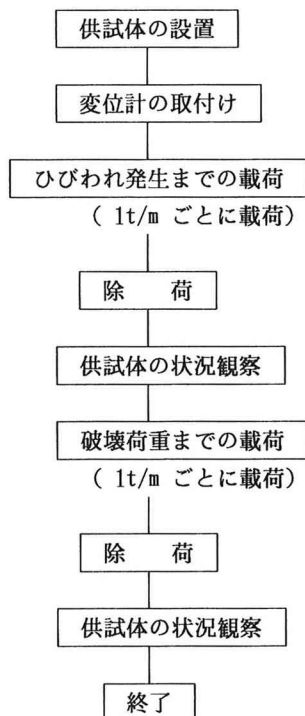 供試体の設置
変位計の取付け
ひびわれ発生までの載荷
( 1t/m ごとに載荷)
除　荷
供試体の状況観察
破壊荷重までの載荷
( 1t/m ごとに載荷)
除　荷
供試体の状況観察
終了